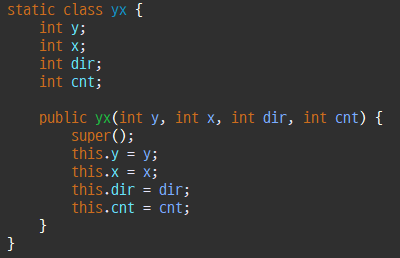 static class yx {
    int y;
    int x;
    int dir;
    int cnt;

    public yx(int y, int x, int dir, int cnt) {
        super();
        this.y = y;
        this.x = x;
        this.dir = dir;
        this.cnt = cnt;
    }
}